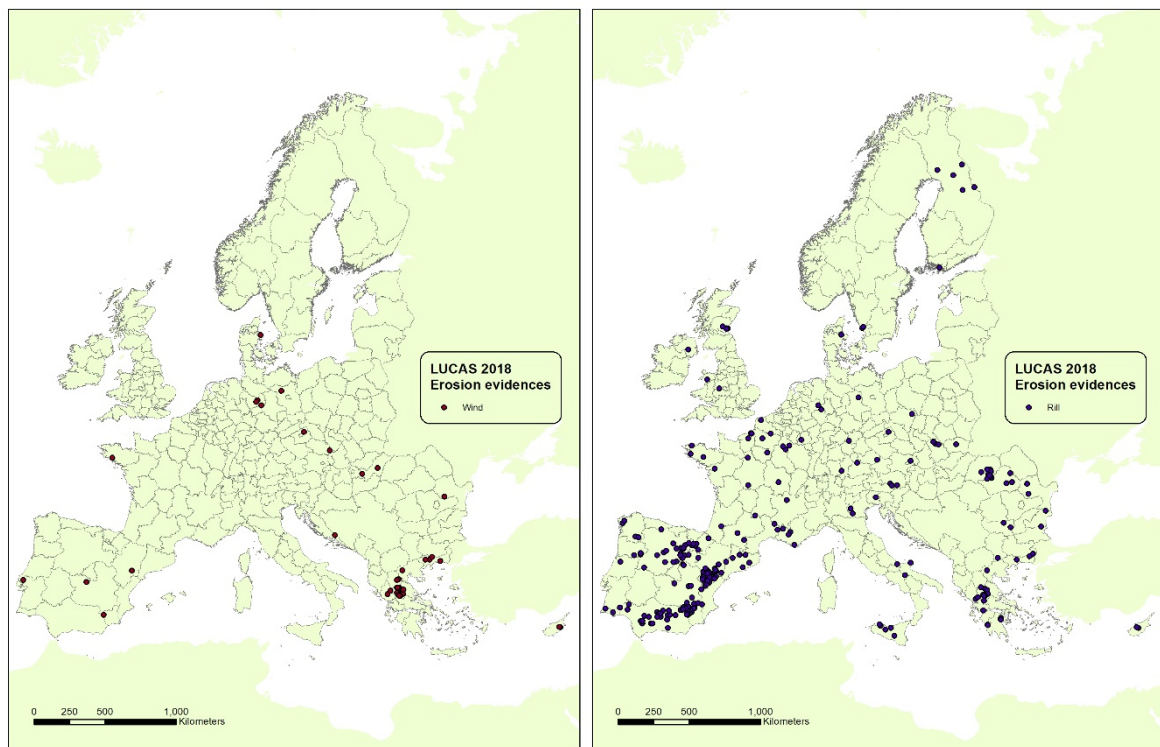 LUCAS 2018
Erosion evidences
Wind
0 250 500 1,000
Kilometers
LUCAS 2018
Erosion evidences
Rill
0 250 500 1,000
Kilometers